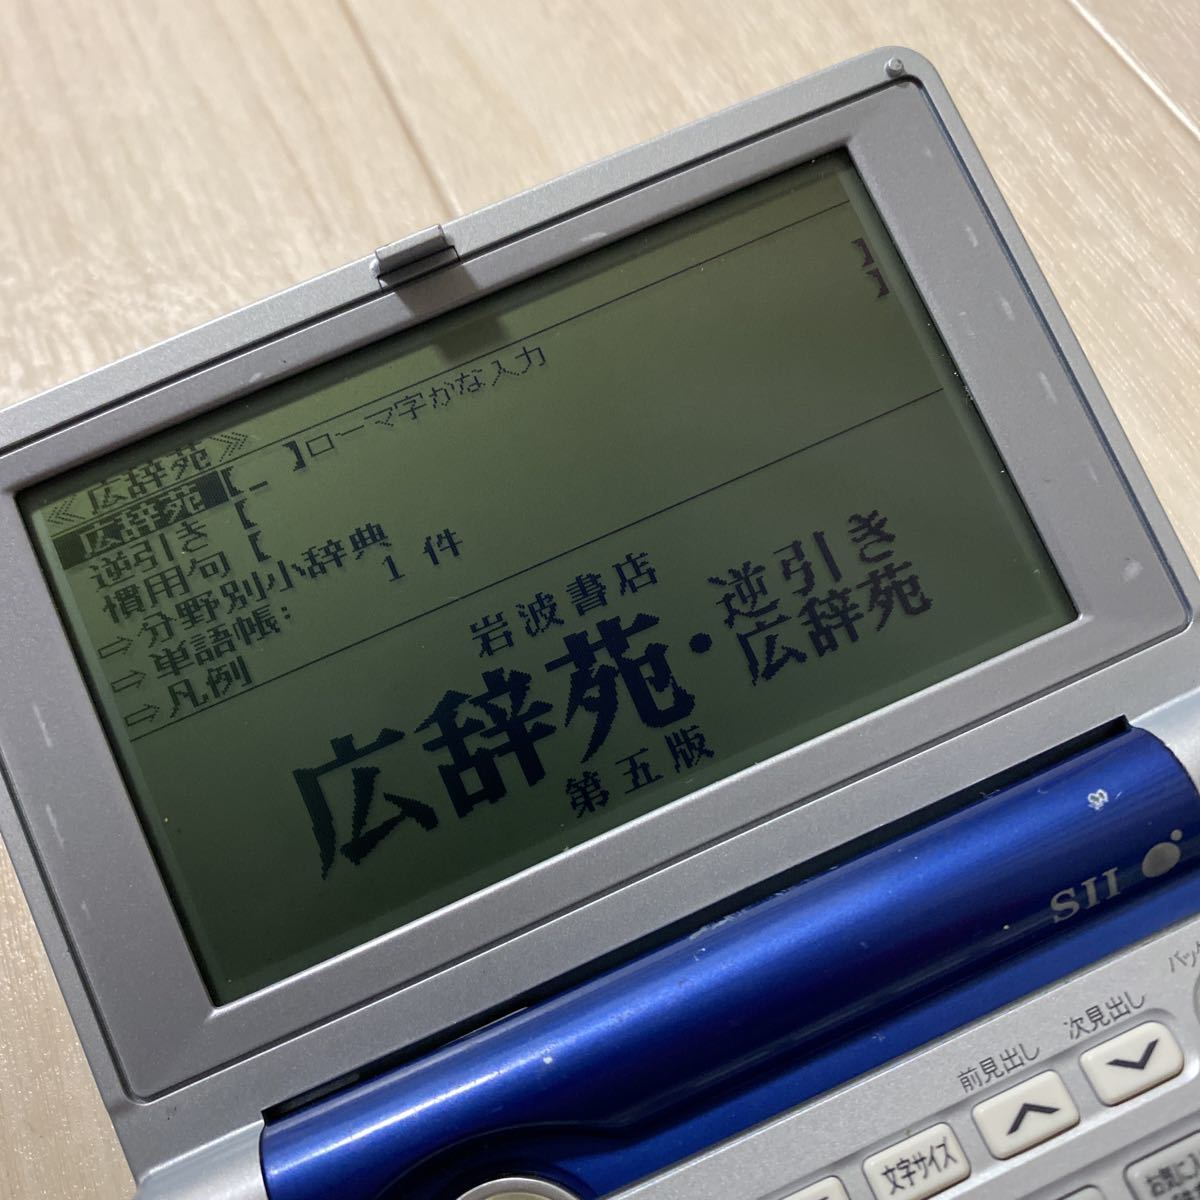 《広辞苑》
広辞苑【_ 】ローマ字かな入力
逆引き【 】
慣用句【 】
⇨分野別小辞典
⇨単語帳: 1 件
⇨凡例
岩波書店
広辞苑・逆引き広辞苑
第五版
SII
次見出し
前見出し
文字サイズ